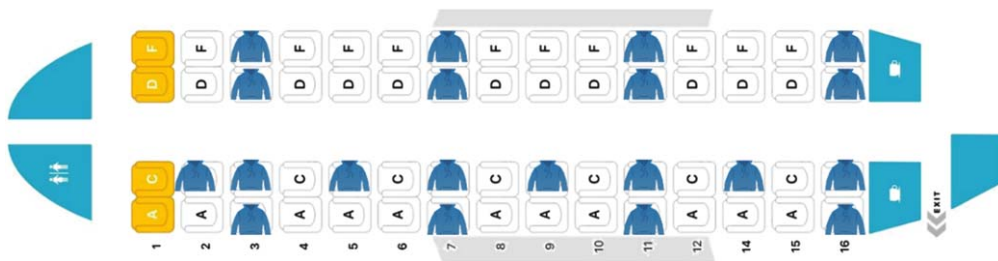 F F F F F F F F F F F
D D D D D D D D D D D
C C C C C C C
A A A A A A A A A A A
EXIT
1 2 3 4 5 6 7 8 9 10 11 12 14 15 16